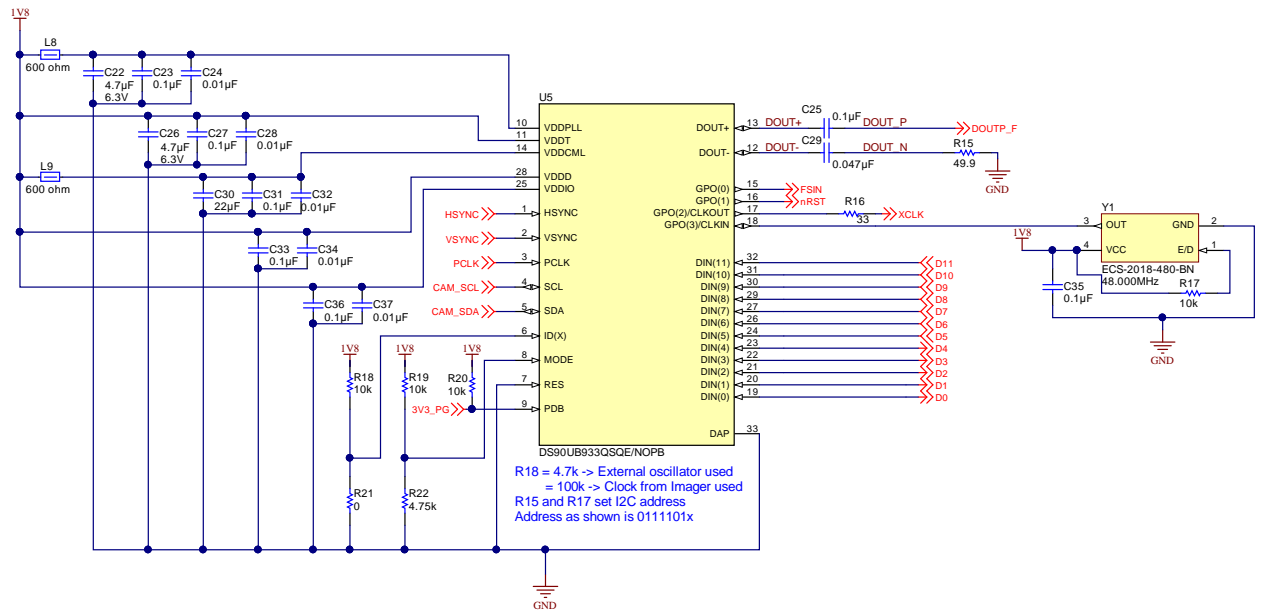 1V8
L8
600 ohm
C22
4.7µF
6.3V
C23
0.1µF
C24
0.01µF
C26
4.7µF
6.3V
C27
0.1µF
C28
0.01µF
L9
600 ohm
C30
22µF
C31
0.1µF
C32
0.01µF
C33
0.1µF
C34
0.01µF
C36
0.1µF
C37
0.01µF
HSYNC
VSYNC
PCLK
CAM_SCL
CAM_SDA
1V8
R18
10k
1V8
R19
10k
1V8
R20
10k
3V3_PG
R21
0
R22
4.75k
U5
10 VDDPLL
11 VDDT
14 VDDCML
28 VDDD
25 VDDIO
1 HSYNC
2 VSYNC
3 PCLK
4 SCL
5 SDA
6 ID(X)
8 MODE
7 RES
9 PDB
DOUT+ 13
DOUT- 12
GPO(0) 15
GPO(1) 16
GPO(2)/CLKOUT 17
GPO(3)/CLKIN 18
DIN(11) 32
DIN(10) 31
DIN(9) 30
DIN(8) 29
DIN(7) 27
DIN(6) 26
DIN(5) 24
DIN(4) 23
DIN(3) 22
DIN(2) 21
DIN(1) 20
DIN(0) 19
DAP 33
DS90UB933QSQE/NOPB
R18 = 4.7k -> External oscillator used
= 100k -> Clock from Imager used
R15 and R17 set I2C address
Address as shown is 0111101x
GND
DOUT+
C25
0.1µF
DOUT_P
DOUTP_F
DOUT-
C29
0.047µF
DOUT_N
R15
49.9
GND
FSIN
nRST
R16
33
XCLK
D11
D10
D9
D8
D7
D6
D5
D4
D3
D2
D1
D0
1V8
C35
0.1µF
Y1
3 OUT
GND 2
4 VCC
E/D 1
ECS-2018-480-BN
48.000MHz
R17
10k
GND